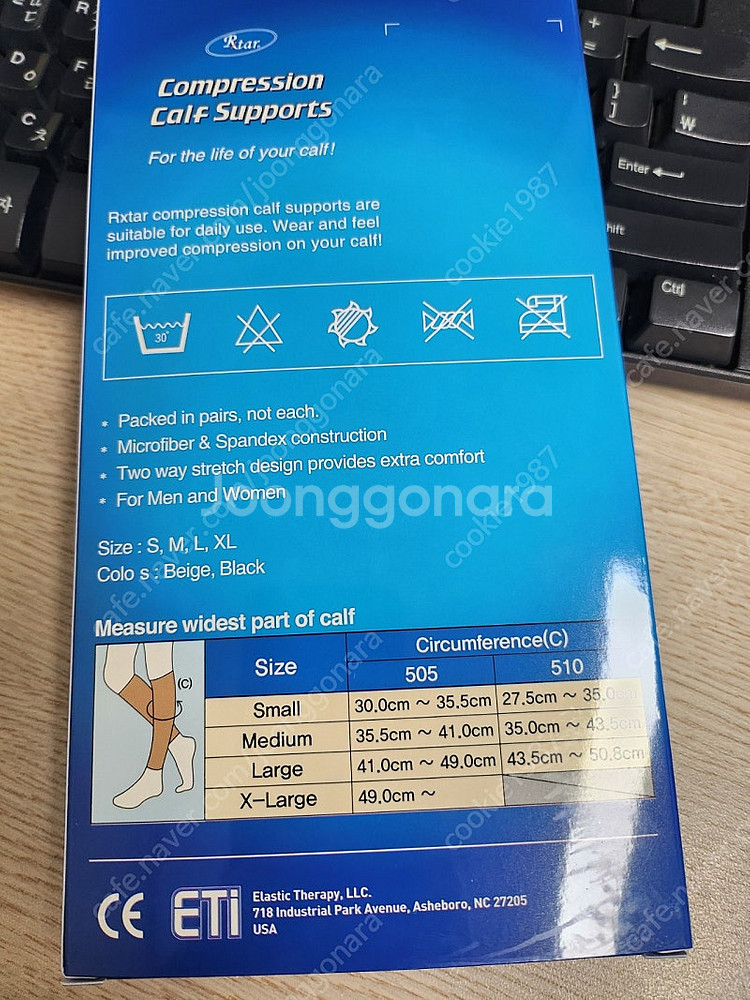 Rxtar
Compression
Calf Supports
For the life of your calf!
Rxtar compression calf supports are
suitable for daily use. Wear and feel
improved compression on your calf!
30°
* Packed in pairs, not each.
* Microfiber & Spandex construction
* Two way stretch design provides extra comfort
* For Men and Women
Joonggonara
Size : S, M, L, XL
Colo s : Beige, Black
Measure widest part of calf
(C)
Size Circumference(C)
505 510
Small 30.0cm ~ 35.5cm 27.5cm ~ 35.0cm
Medium 35.5cm ~ 41.0cm 35.0cm ~ 43.5cm
Large 41.0cm ~ 49.0cm 43.5cm ~ 50.8cm
X-Large 49.0cm ~
CE ETi
Elastic Therapy, LLC.
718 Industrial Park Avenue, Asheboro, NC 27205
USA
D
F
C
Enter
Ctrl
cafe.naver.com/joonggonara
cookie1987